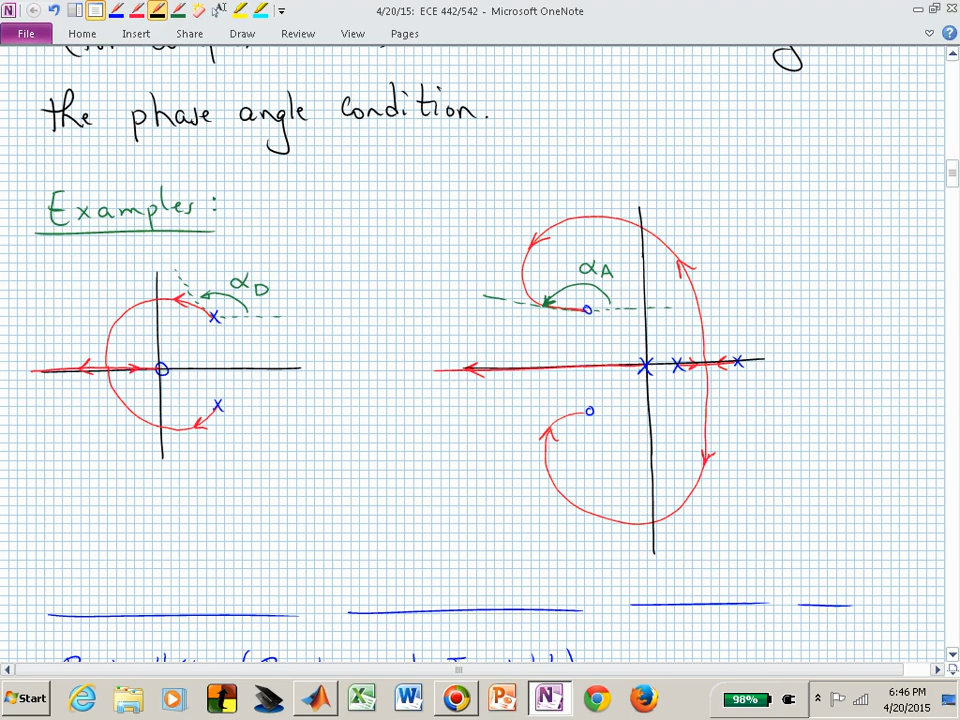 4/20/15: ECE 442/542 - Microsoft OneNote
File Home Insert Share Draw Review View Pages
the phase angle condition.
Examples:
αD
αA
Start
98%
6:46 PM
4/20/2015